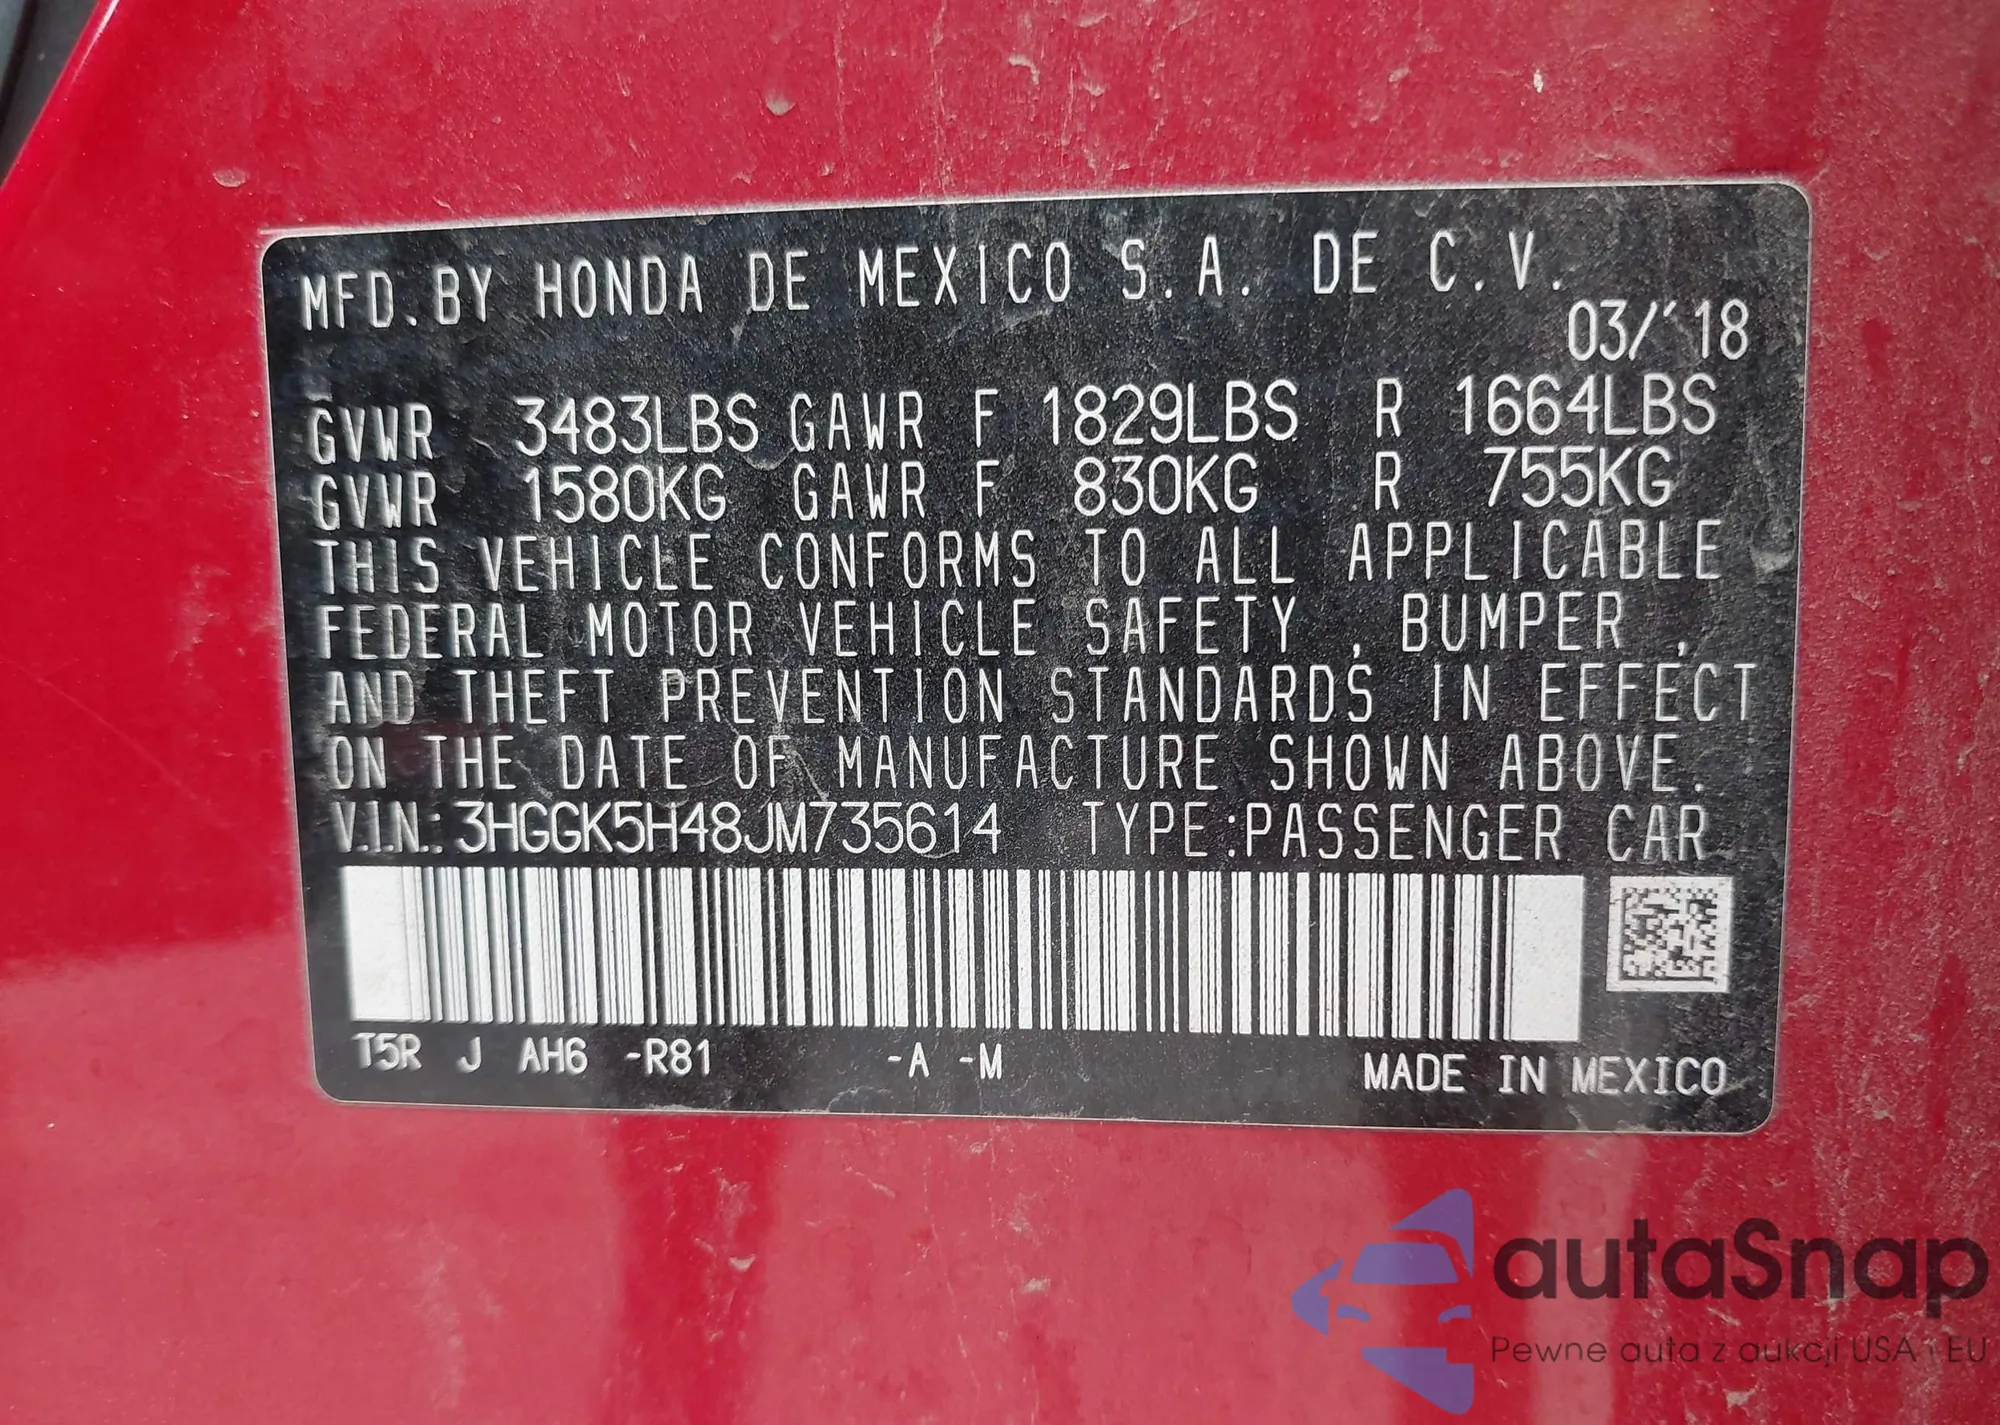 MFD. BY HONDA DE MEXICO S.A. DE C.V.
03/'18
GVWR 3483LBS GAWR F 1829LBS R 1664LBS
GVWR 1580KG GAWR F 830KG R 755KG
THIS VEHICLE CONFORMS TO ALL APPLICABLE
FEDERAL MOTOR VEHICLE SAFETY , BUMPER ,
AND THEFT PREVENTION STANDARDS IN EFFECT
ON THE DATE OF MANUFACTURE SHOWN ABOVE.
V.I.N.: 3HGGK5H48JM735614 TYPE:PASSENGER CAR
T5R J AH6 -R81 -A -M MADE IN MEXICO
autaSnap
Pewne auta z aukcji USA i EU